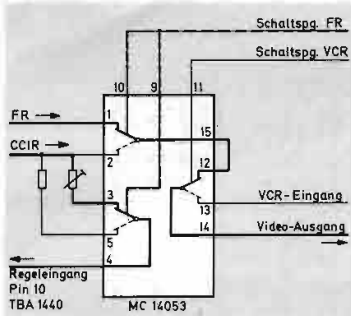 Schaltspg. FR
Schaltspg. VCR
10 9 11
FR
1
15
CCIR
2
12
3
VCR-Eingang
13
5
14
Video-Ausgang
4
Regeleingang
Pin 10
TBA 1440
MC 14053